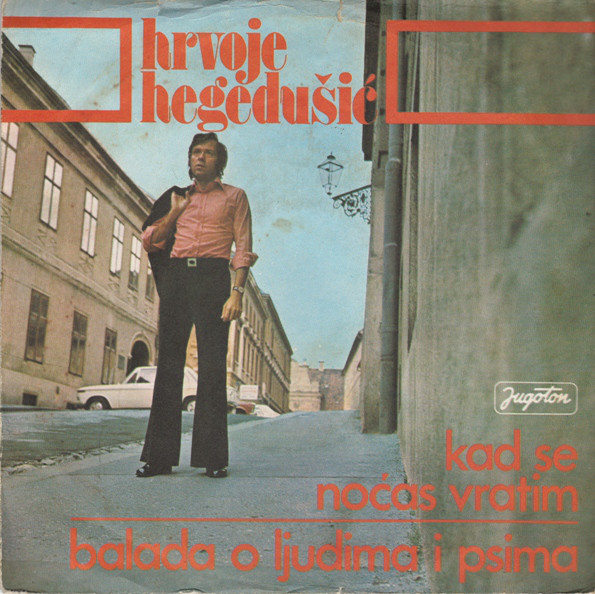 hrvoje
hegedušić
Jugoton
kad se
noćas vratim
balada o ljudima i psima